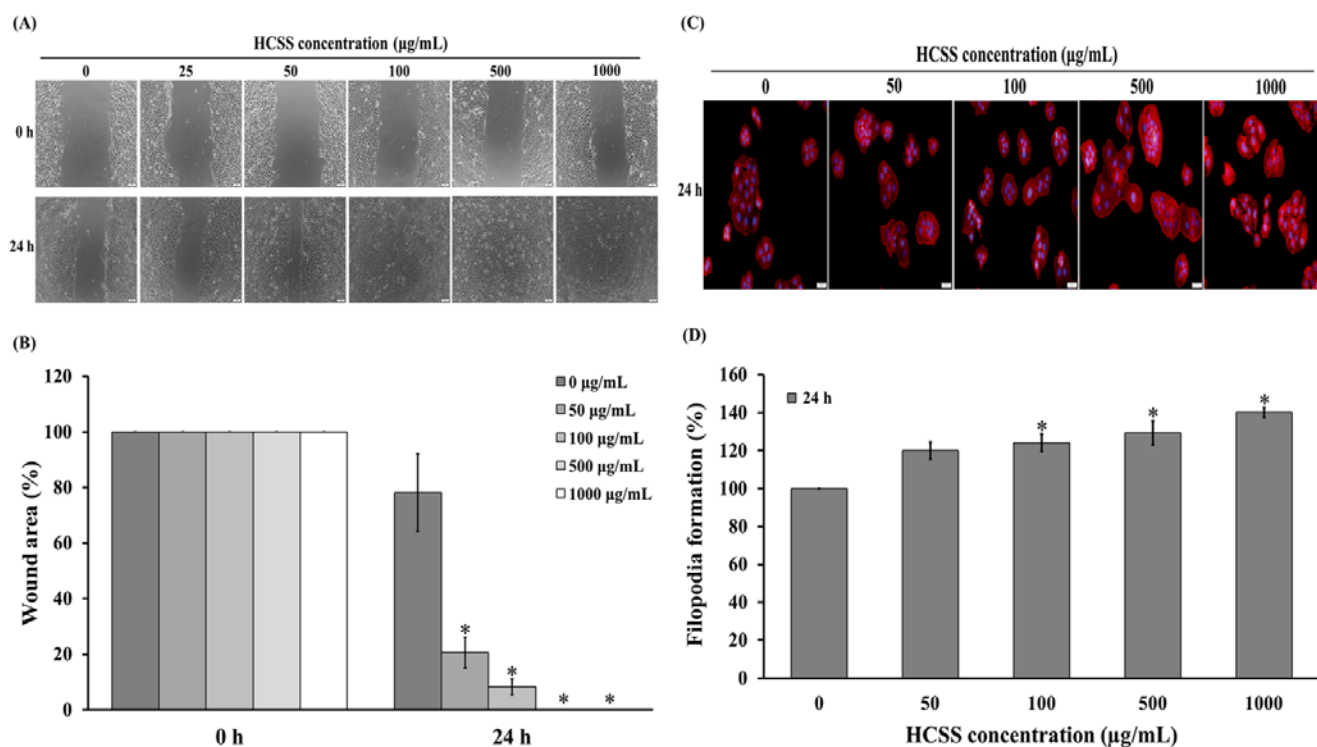 (A)
HCSS concentration (µg/mL)
0 25 50 100 500 1000
0 h
24 h
(B)
120
100
80
60
40
20
0
Wound area (%)
0 µg/mL
50 µg/mL
100 µg/mL
500 µg/mL
1000 µg/mL
* * * *
0 h 24 h
(C)
HCSS concentration (µg/mL)
0 50 100 500 1000
24 h
(D)
160
140
120
100
80
60
40
20
0
Filopodia formation (%)
24 h
* * *
0 50 100 500 1000
HCSS concentration (µg/mL)